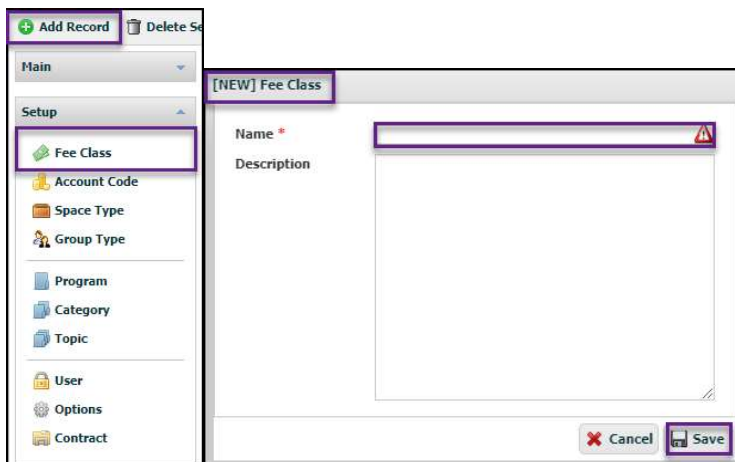 Add Record Delete Se
Main
Setup
Fee Class
Account Code
Space Type
Group Type
Program
Category
Topic
User
Options
Contract
[NEW] Fee Class
Name *
Description
Cancel Save